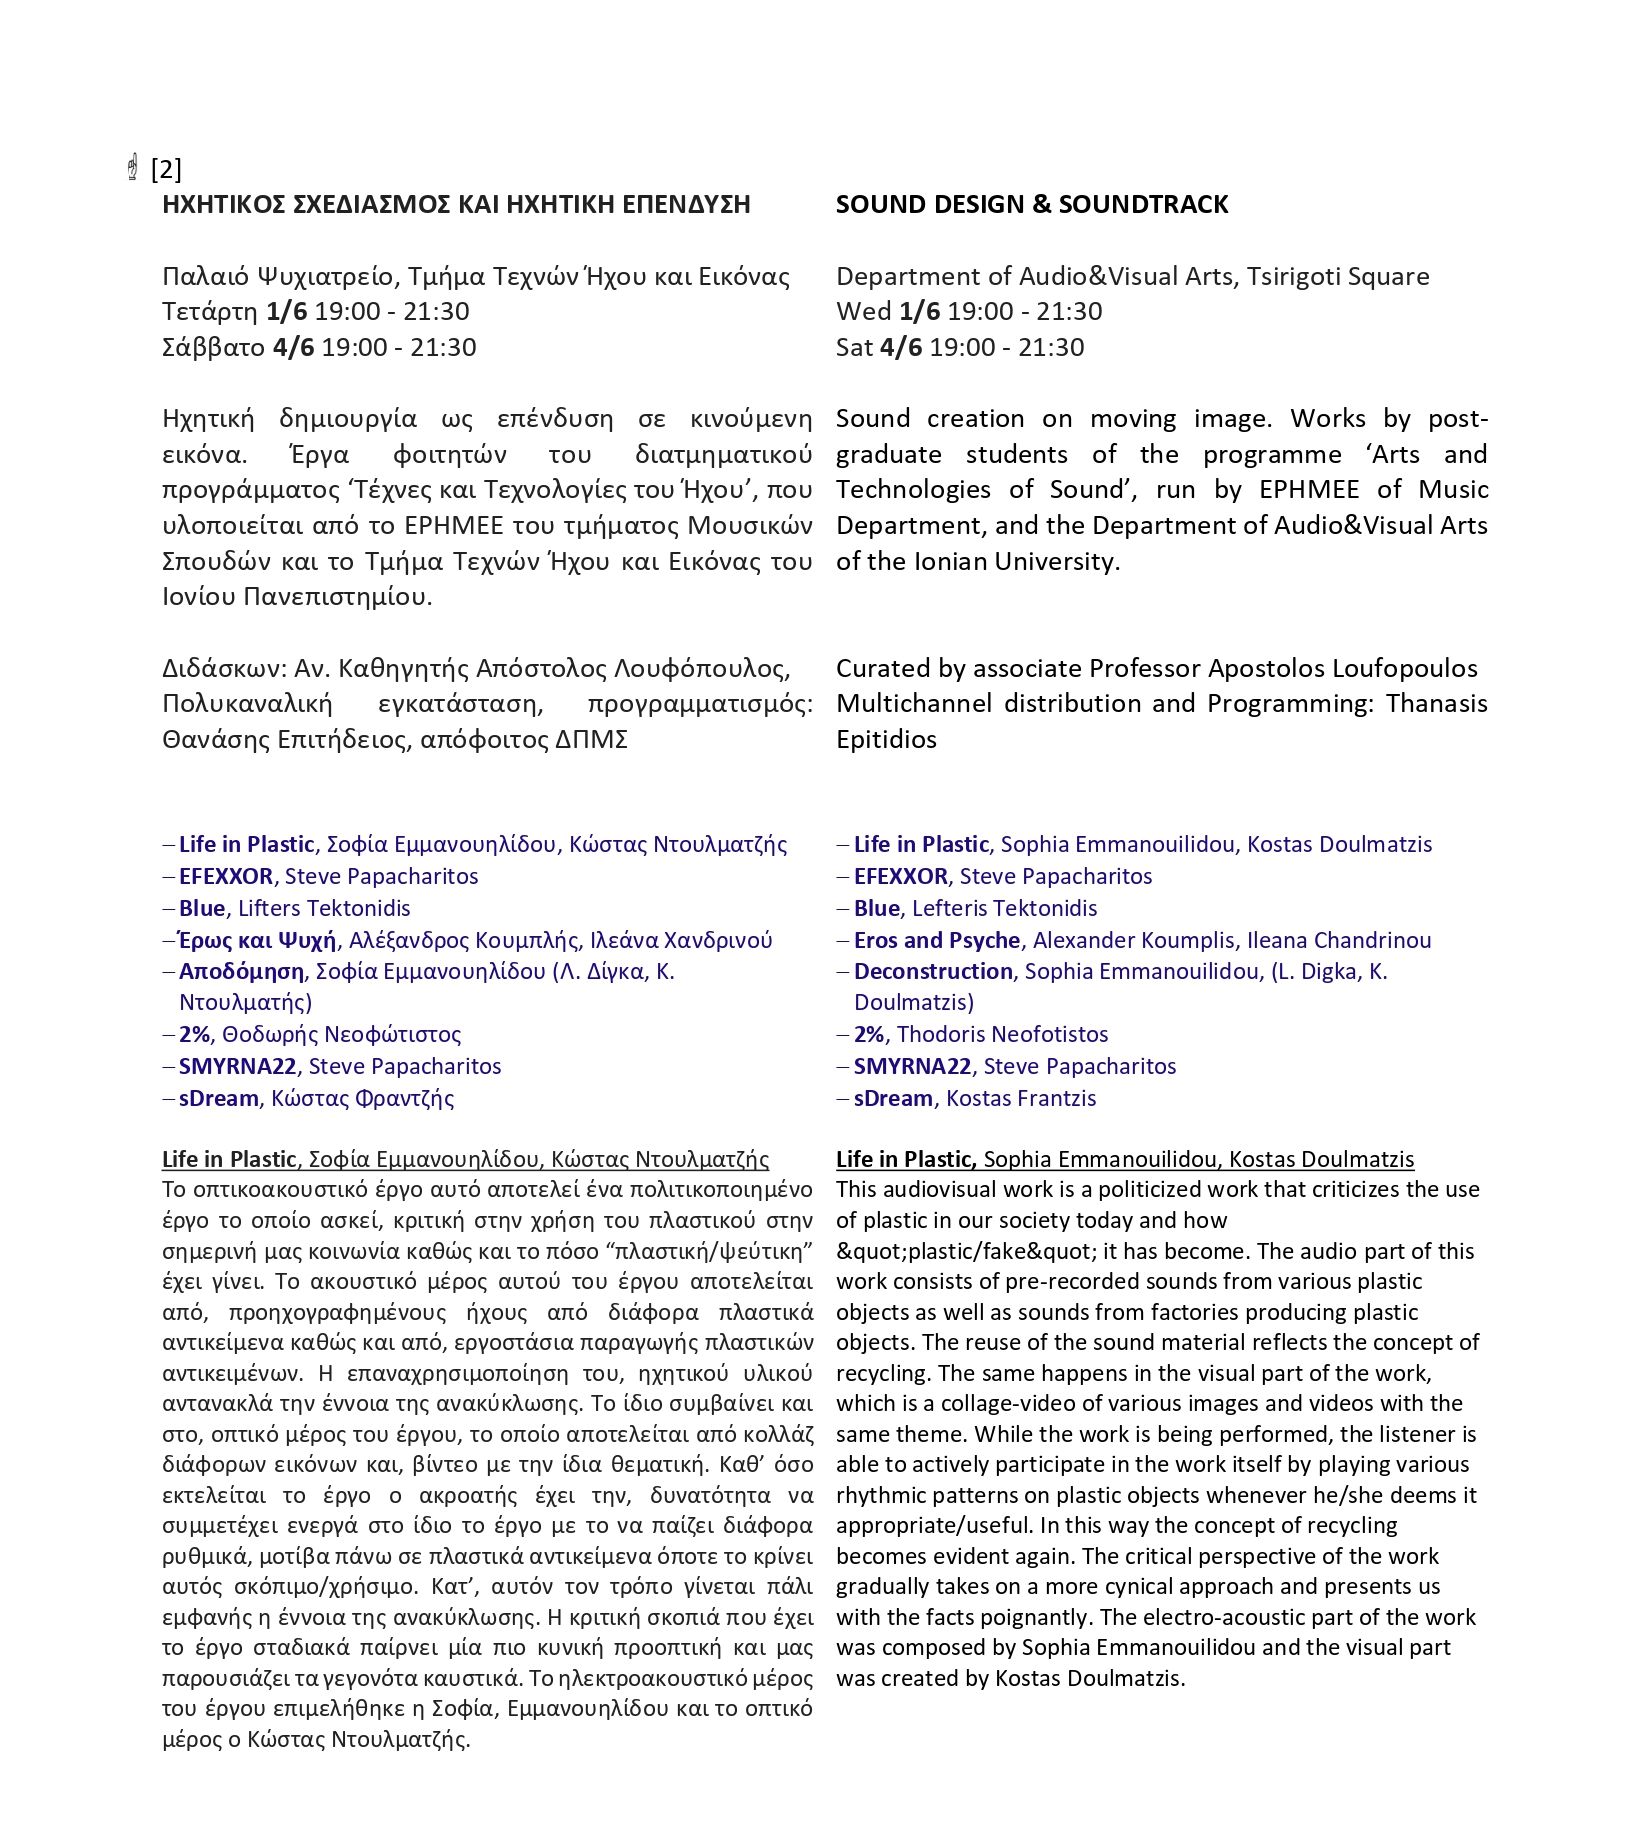 ☝ [2]
ΗΧΗΤΙΚΟΣ ΣΧΕΔΙΑΣΜΟΣ ΚΑΙ ΗΧΗΤΙΚΗ ΕΠΕΝΔΥΣΗ
Παλαιό Ψυχιατρείο, Τμήμα Τεχνών Ήχου και Εικόνας
Τετάρτη 1/6 19:00 - 21:30
Σάββατο 4/6 19:00 - 21:30
Ηχητική δημιουργία ως επένδυση σε κινούμενη
εικόνα. Έργα φοιτητών του διατμηματικού
προγράμματος ‘Τέχνες και Τεχνολογίες του Ήχου’, που
υλοποιείται από το ΕΡΗΜΕΕ του τμήματος Μουσικών
Σπουδών και το Τμήμα Τεχνών Ήχου και Εικόνας του
Ιονίου Πανεπιστημίου.
Διδάσκων: Αν. Καθηγητής Απόστολος Λουφόπουλος,
Πολυκαναλική εγκατάσταση, προγραμματισμός:
Θανάσης Επιτήδειος, απόφοιτος ΔΠΜΣ
– Life in Plastic, Σοφία Εμμανουηλίδου, Κώστας Ντουλματζής
– EFEXXOR, Steve Papacharitos
– Blue, Lifters Tektonidis
– Έρως και Ψυχή, Αλέξανδρος Κουμπλής, Ιλεάνα Χανδρινού
– Αποδόμηση, Σοφία Εμμανουηλίδου (Λ. Δίγκα, Κ.
Ντουλματής)
– 2%, Θοδωρής Νεοφώτιστος
– SMYRNA22, Steve Papacharitos
– sDream, Κώστας Φραντζής
Life in Plastic, Σοφία Εμμανουηλίδου, Κώστας Ντουλματζής
Το οπτικοακουστικό έργο αυτό αποτελεί ένα πολιτικοποιημένο
έργο το οποίο ασκεί, κριτική στην χρήση του πλαστικού στην
σημερινή μας κοινωνία καθώς και το πόσο “πλαστική/ψεύτικη”
έχει γίνει. Το ακουστικό μέρος αυτού του έργου αποτελείται
από, προηχογραφημένους ήχους από διάφορα πλαστικά
αντικείμενα καθώς και από, εργοστάσια παραγωγής πλαστικών
αντικειμένων. Η επαναχρησιμοποίηση του, ηχητικού υλικού
αντανακλά την έννοια της ανακύκλωσης. Το ίδιο συμβαίνει και
στο, οπτικό μέρος του έργου, το οποίο αποτελείται από κολλάζ
διάφορων εικόνων και, βίντεο με την ίδια θεματική. Καθ’ όσο
εκτελείται το έργο ο ακροατής έχει την, δυνατότητα να
συμμετέχει ενεργά στο ίδιο το έργο με το να παίζει διάφορα
ρυθμικά, μοτίβα πάνω σε πλαστικά αντικείμενα όποτε το κρίνει
αυτός σκόπιμο/χρήσιμο. Κατ’, αυτόν τον τρόπο γίνεται πάλι
εμφανής η έννοια της ανακύκλωσης. Η κριτική σκοπιά που έχει
το έργο σταδιακά παίρνει μία πιο κυνική προοπτική και μας
παρουσιάζει τα γεγονότα καυστικά. Το ηλεκτροακουστικό μέρος
του έργου επιμελήθηκε η Σοφία, Εμμανουηλίδου και το οπτικό
μέρος ο Κώστας Ντουλματζής.
SOUND DESIGN & SOUNDTRACK
Department of Audio&Visual Arts, Tsirigoti Square
Wed 1/6 19:00 - 21:30
Sat 4/6 19:00 - 21:30
Sound creation on moving image. Works by post-
graduate students of the programme ‘Arts and
Technologies of Sound’, run by EPHMEE of Music
Department, and the Department of Audio&Visual Arts
of the Ionian University.
Curated by associate Professor Apostolos Loufopoulos
Multichannel distribution and Programming: Thanasis
Epitidios
– Life in Plastic, Sophia Emmanouilidou, Kostas Doulmatzis
– EFEXXOR, Steve Papacharitos
– Blue, Lefteris Tektonidis
– Eros and Psyche, Alexander Koumplis, Ileana Chandrinou
– Deconstruction, Sophia Emmanouilidou, (L. Digka, K.
Doulmatzis)
– 2%, Thodoris Neofotistos
– SMYRNA22, Steve Papacharitos
– sDream, Kostas Frantzis
Life in Plastic, Sophia Emmanouilidou, Kostas Doulmatzis
This audiovisual work is a politicized work that criticizes the use
of plastic in our society today and how
&quot;plastic/fake&quot; it has become. The audio part of this
work consists of pre-recorded sounds from various plastic
objects as well as sounds from factories producing plastic
objects. The reuse of the sound material reflects the concept of
recycling. The same happens in the visual part of the work,
which is a collage-video of various images and videos with the
same theme. While the work is being performed, the listener is
able to actively participate in the work itself by playing various
rhythmic patterns on plastic objects whenever he/she deems it
appropriate/useful. In this way the concept of recycling
becomes evident again. The critical perspective of the work
gradually takes on a more cynical approach and presents us
with the facts poignantly. The electro-acoustic part of the work
was composed by Sophia Emmanouilidou and the visual part
was created by Kostas Doulmatzis.